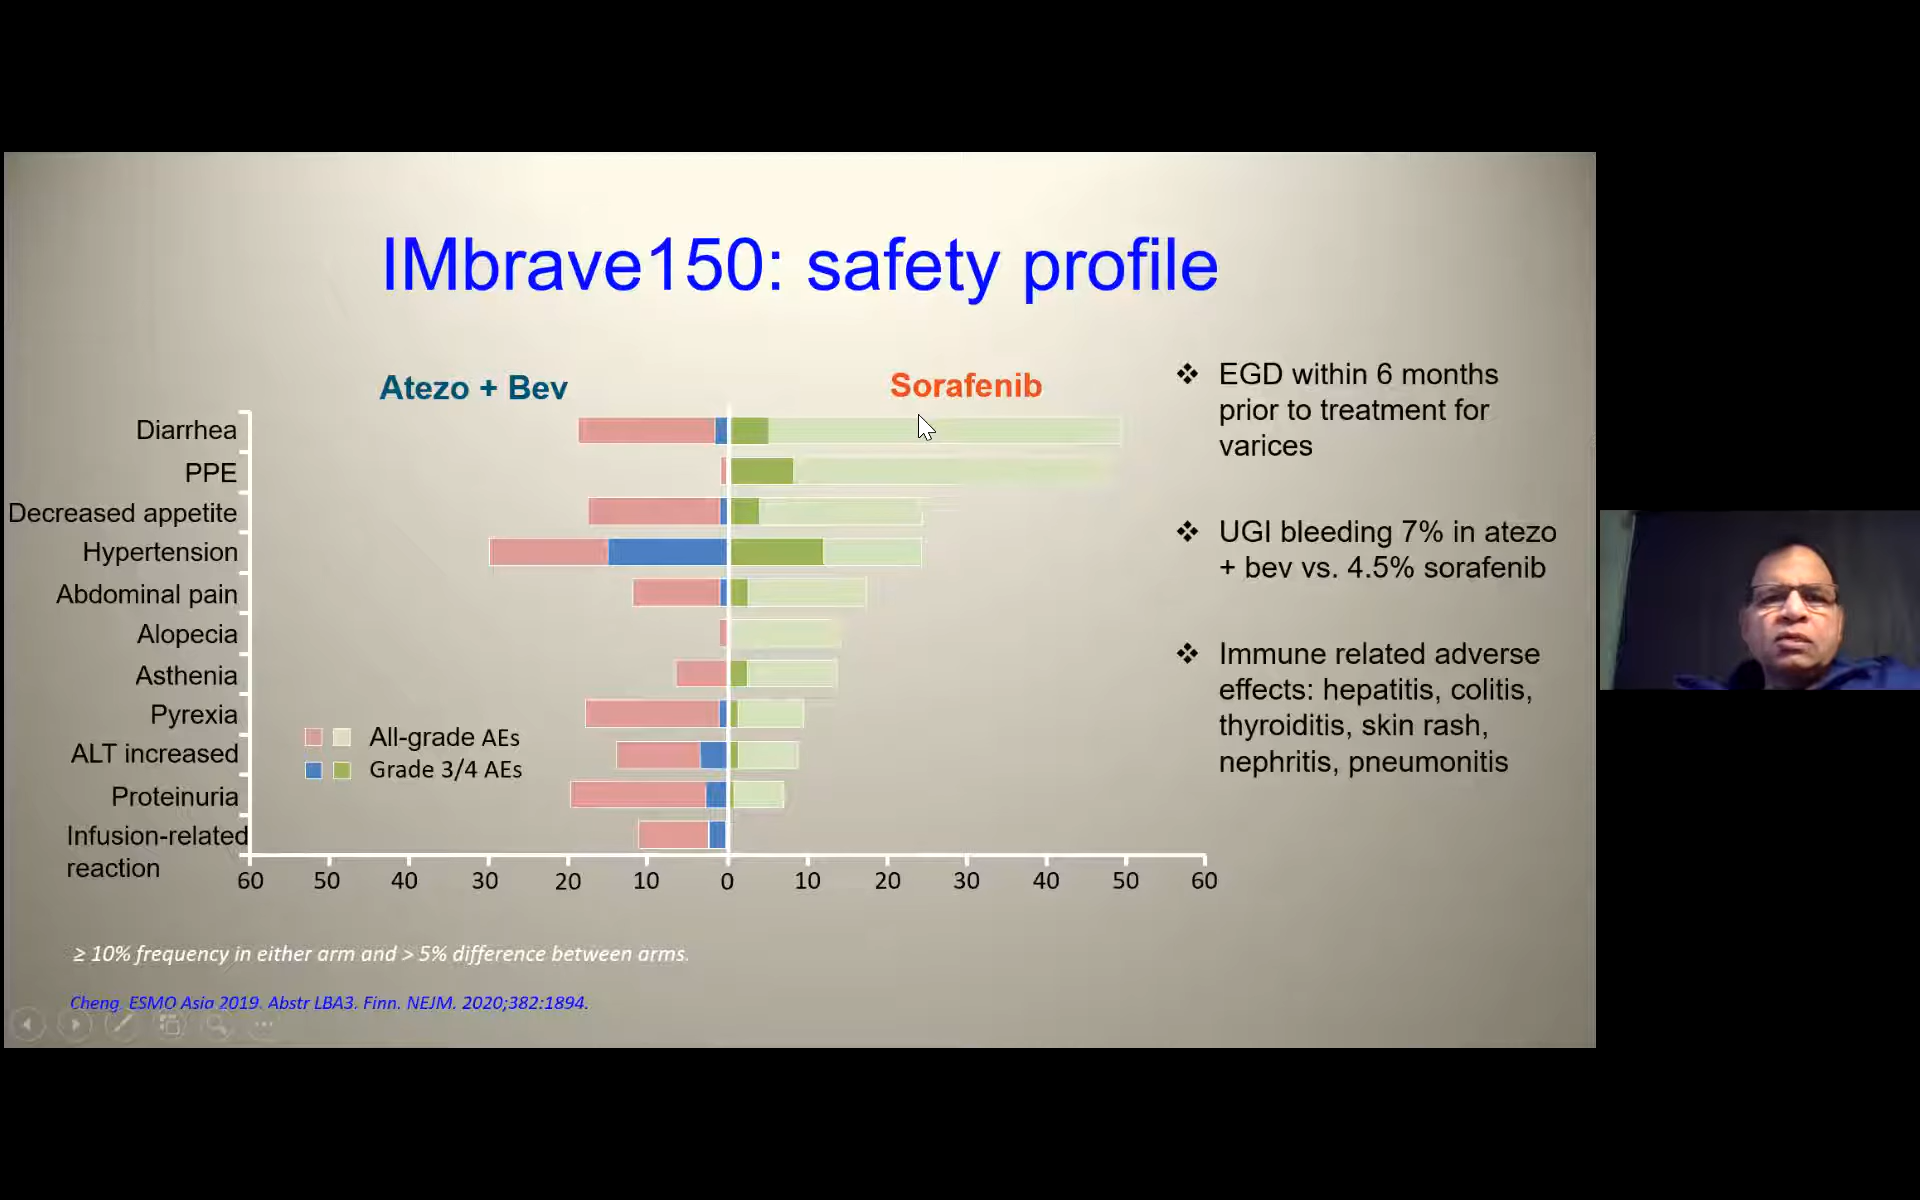 IMbrave150: safety profile
Atezo + Bev
Sorafenib
Diarrhea
PPE
Decreased appetite
Hypertension
Abdominal pain
Alopecia
Asthenia
Pyrexia
ALT increased
Proteinuria
Infusion-related
reaction
All-grade AEs
Grade 3/4 AEs
60 50 40 30 20 10 0 10 20 30 40 50 60
❖ EGD within 6 months
prior to treatment for
varices
❖ UGI bleeding 7% in atezo
+ bev vs. 4.5% sorafenib
❖ Immune related adverse
effects: hepatitis, colitis,
thyroiditis, skin rash,
nephritis, pneumonitis
≥ 10% frequency in either arm and > 5% difference between arms.
Cheng. ESMO Asia 2019. Abstr LBA3. Finn. NEJM. 2020;382:1894.